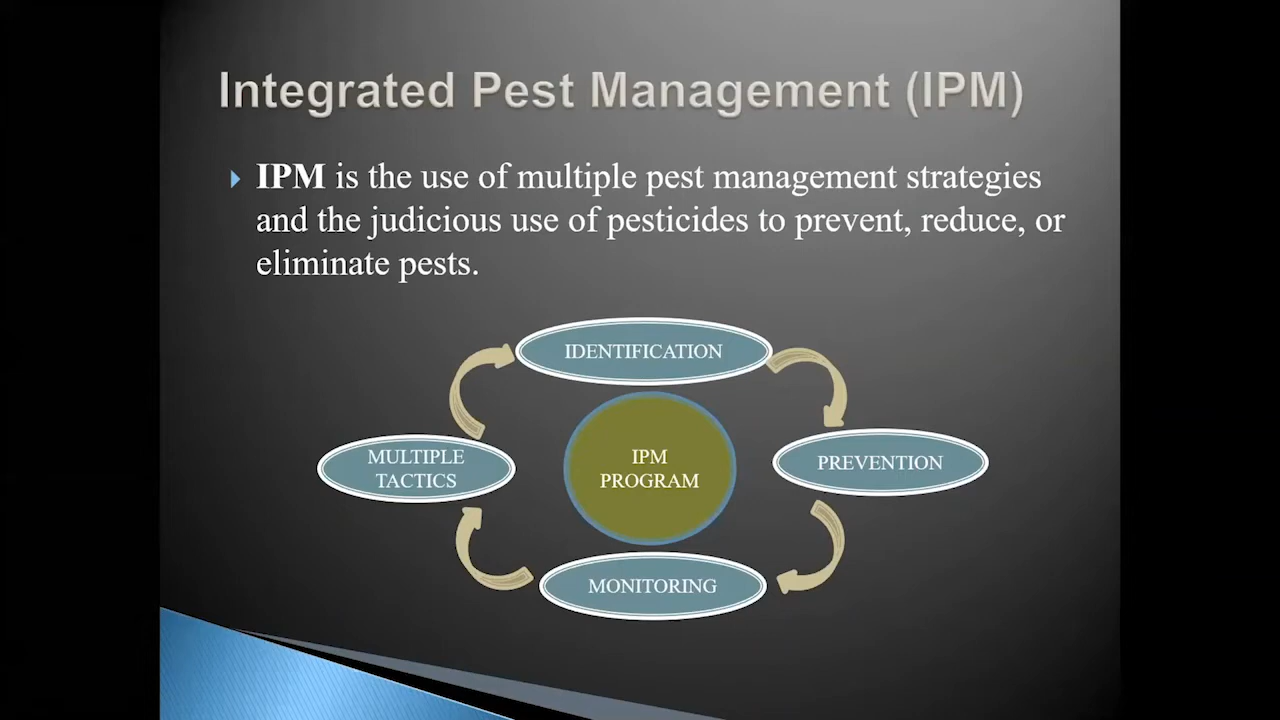 Integrated Pest Management (IPM)
IPM is the use of multiple pest management strategies
and the judicious use of pesticides to prevent, reduce, or
eliminate pests.
IDENTIFICATION
MULTIPLE
TACTICS
IPM
PROGRAM
PREVENTION
MONITORING